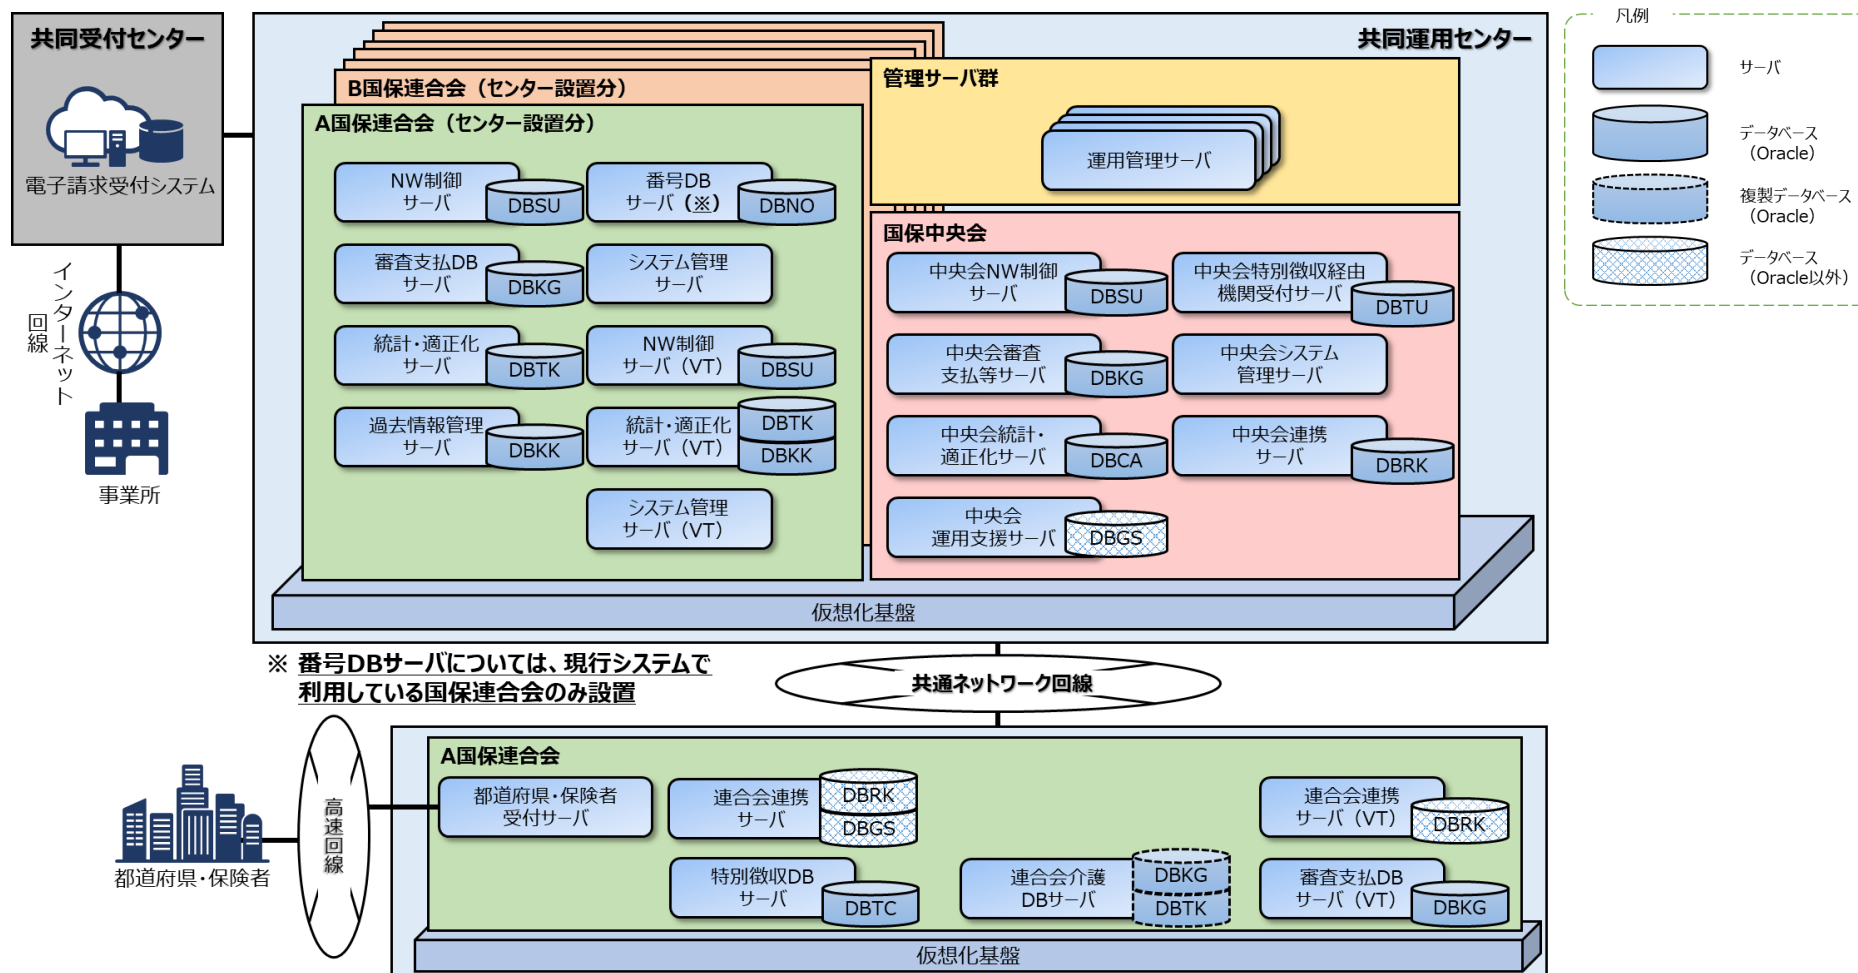 共同受付センター
電子請求受付システム
インターネット
回線
事業所
共同運用センター
B国保連合会（センター設置分）
A国保連合会（センター設置分）
NW制御
サーバ
DBSU
番号DB
サーバ（※）
DBNO
審査支払DB
サーバ
DBKG
システム管理
サーバ
統計・適正化
サーバ
DBTK
NW制御
サーバ（VT）
DBSU
過去情報管理
サーバ
DBKK
統計・適正化
サーバ（VT）
DBTK
DBKK
システム管理
サーバ（VT）
管理サーバ群
運用管理サーバ
国保中央会
中央会NW制御
サーバ
DBSU
中央会特別徴収経由
機関受付サーバ
DBTU
中央会審査
支払等サーバ
DBKG
中央会システム
管理サーバ
中央会統計・
適正化サーバ
DBCA
中央会連携
サーバ
DBRK
中央会
運用支援サーバ
DBGS
仮想化基盤
凡例
サーバ
データベース
（Oracle）
複製データベース
（Oracle）
データベース
（Oracle以外）
※ 番号DBサーバについては、現行システムで
利用している国保連合会のみ設置
共通ネットワーク回線
都道府県・保険者
高速回線
A国保連合会
都道府県・保険者
受付サーバ
連合会連携
サーバ
DBRK
DBGS
連合会連携
サーバ（VT）
DBRK
特別徴収DB
サーバ
DBTC
連合会介護
DBサーバ
DBKG
DBTK
審査支払DB
サーバ（VT）
DBKG
仮想化基盤